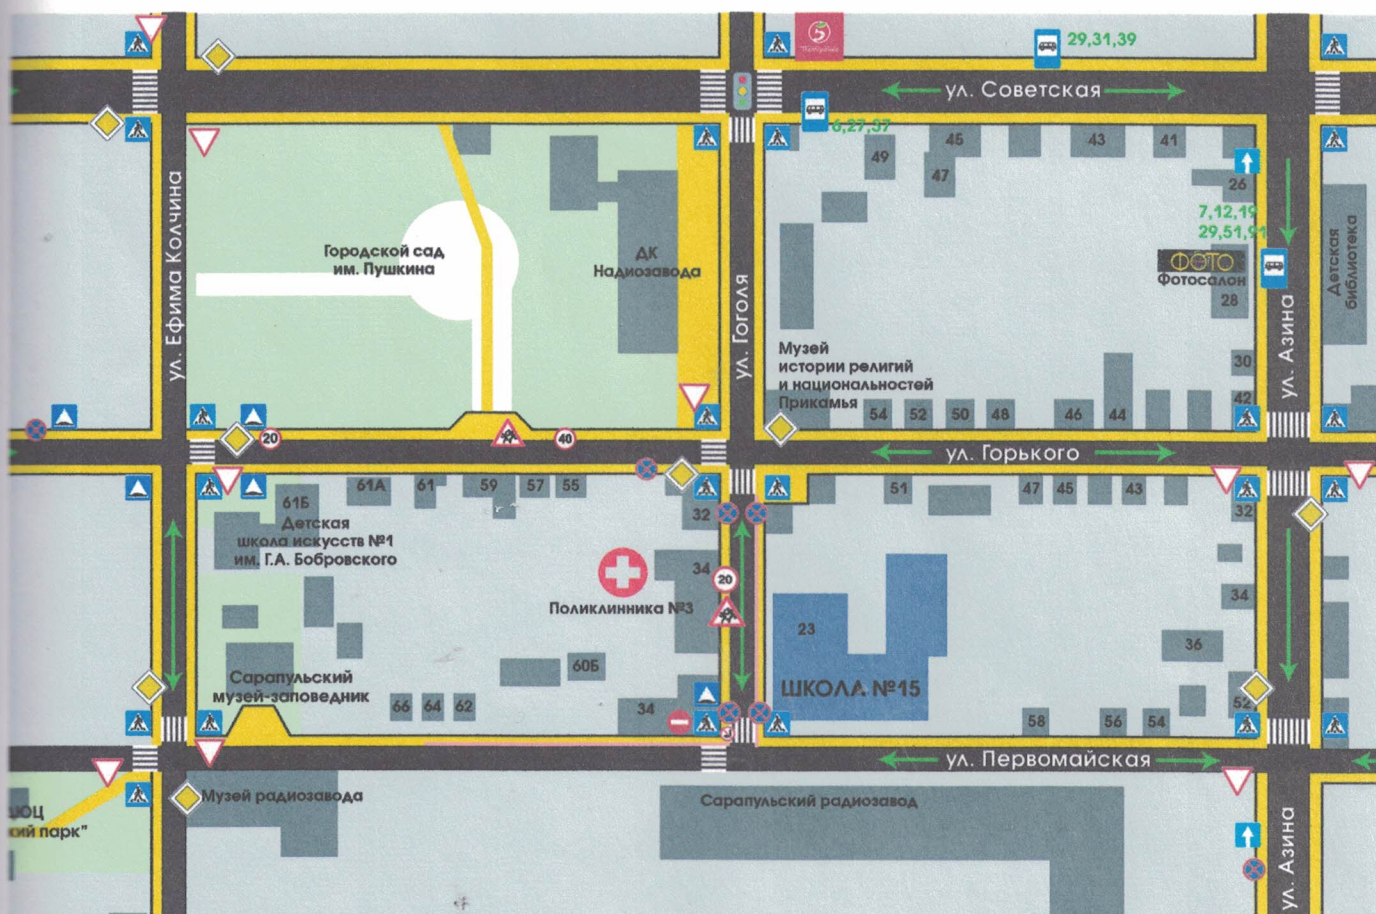 5
Пятёрочка
29,31,39
ул. Советская
6,27,37
45
43
41
49
47
26
7,12,19
29,51,91
ул. Ефима Колчина
Городской сад
им. Пушкина
ДК
Надиозавода
ул. Гоголя
ФОТО
Фотосалон
28
ул. Азина
Детская
библиотека
Музей
истории религий
и национальностей
Прикамья
30
42
54
52
50
48
46
44
20
40
ул. Горького
61А
61
59
57
55
51
47
45
43
61Б
32
32
Детская
школа искусств №1
им. Г.А. Бобровского
34
20
34
Поликлинника №3
23
36
60Б
Сарапульский
музей-заповедник
ШКОЛА №15
66
64
62
34
52
58
56
54
ул. Первомайская
Музей радиозавода
Сарапульский радиозавод
кий парк"
ул. Азина